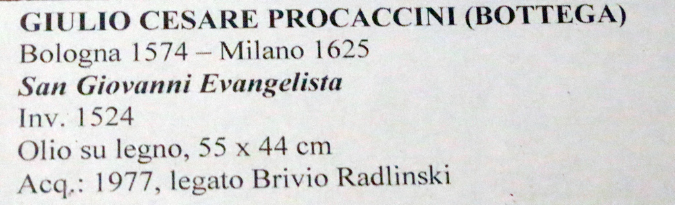 GIULIO CESARE PROCACCINI (BOTTEGA)
Bologna 1574 – Milano 1625
San Giovanni Evangelista
Inv. 1524
Olio su legno, 55 x 44 cm
Acq.: 1977, legato Brivio Radlinski